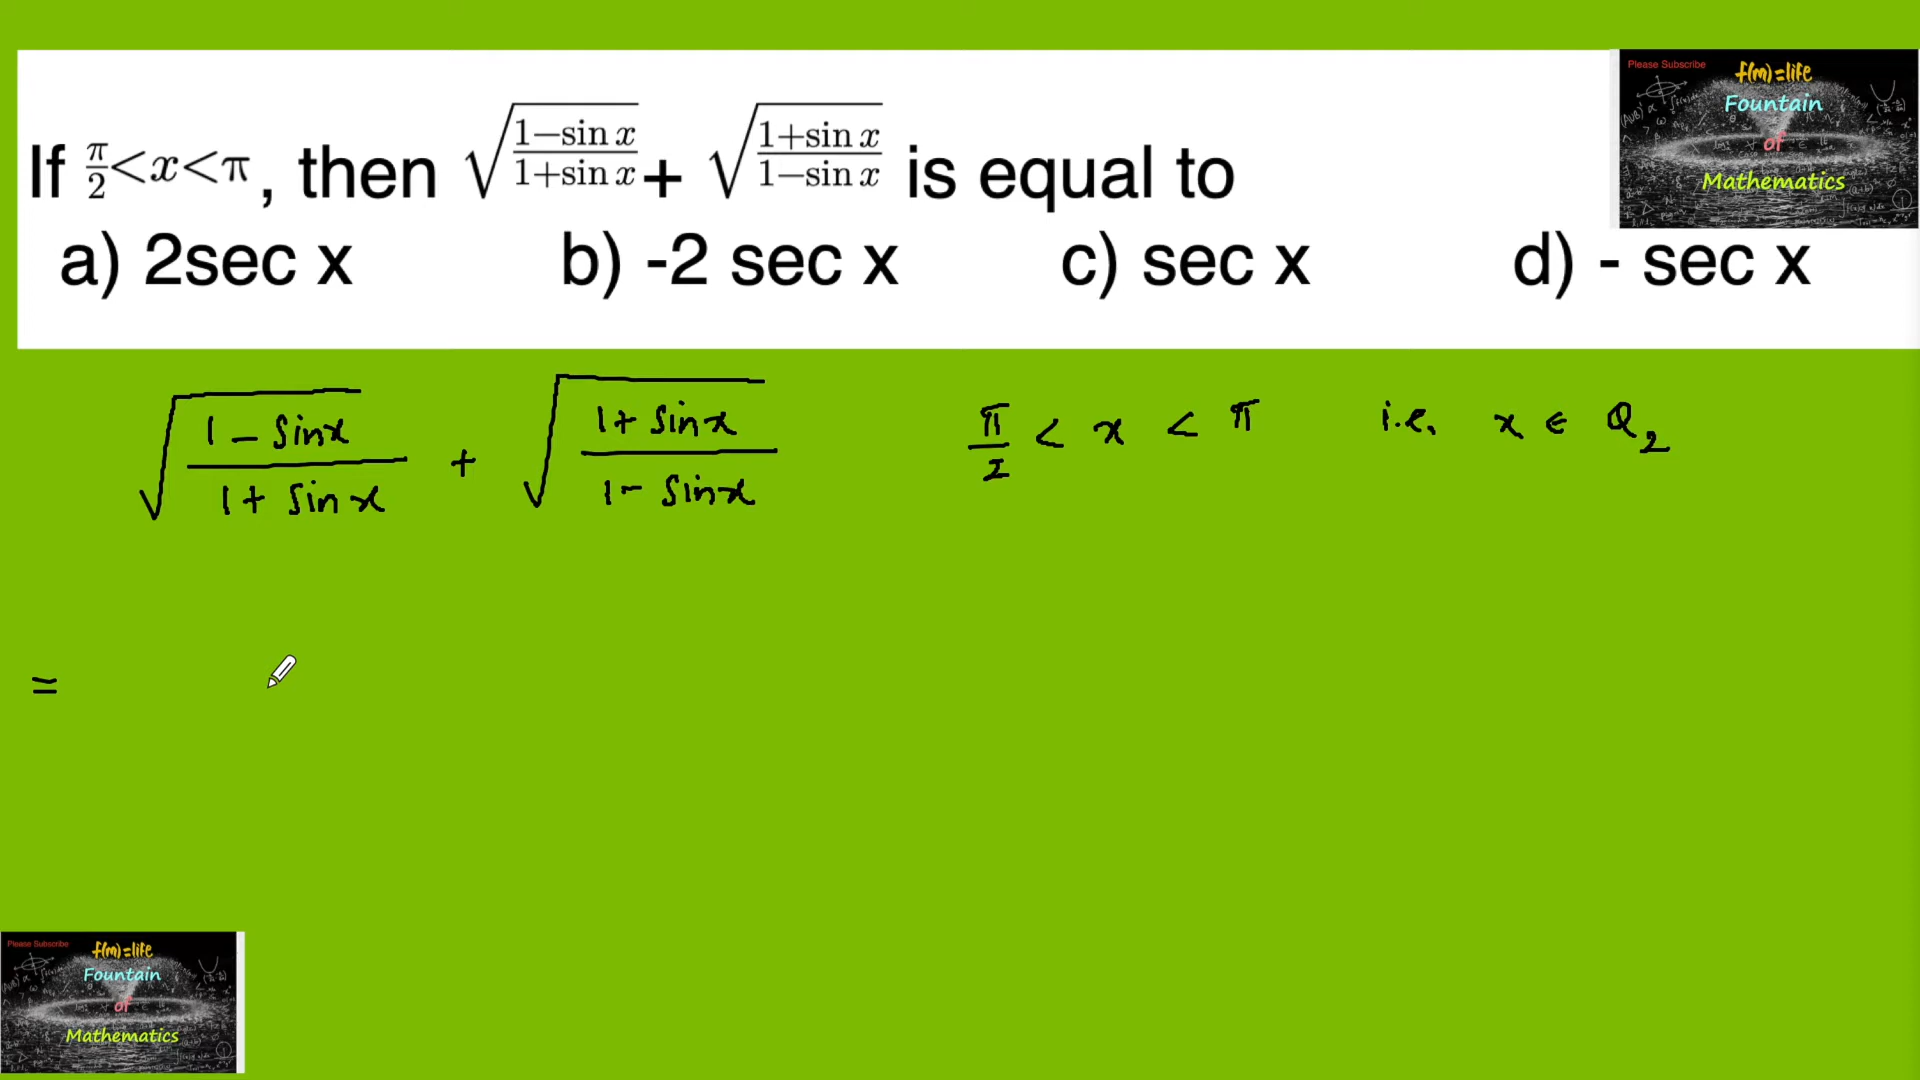 Please Subscribe
f(m)=life
Fountain
of
Mathematics
If π/2<x<π, then √((1−sin x)/(1+sin x)) + √((1+sin x)/(1−sin x)) is equal to
a) 2sec x b) -2 sec x c) sec x d) - sec x
√((1 - sinx)/(1 + sinx)) + √((1 + sinx)/(1 - sinx)) π/2 < x < π i.e. x ∈ Q₂
=
Please Subscribe
f(m)=life
Fountain
of
Mathematics